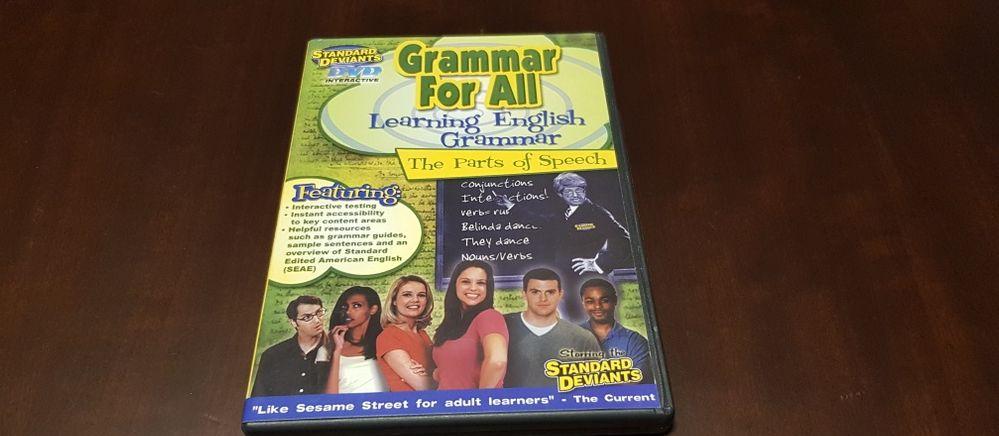 STANDARD
DEVIANTS
DVD
INTERACTIVE
Grammar
For All
Learning English
Grammar
The Parts of Speech
Featuring:
• Interactive testing
• Instant accessibility
to key content areas
• Helpful resources
such as grammar guides,
sample sentences and an
overview of Standard
Edited American English
(SEAE)
conjunctions
verb= run
Belinda
They dance
Nouns/Verbs
STANDARD
DEVIANTS
Starring the
STANDARD
DEVIANTS
"Like Sesame Street for adult learners" - The Current